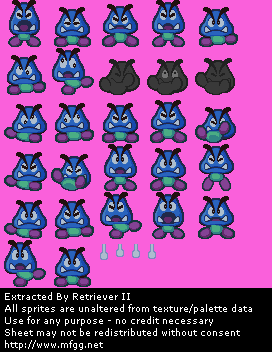 Extracted By Retriever II
All sprites are unaltered from texture/palette data
Use for any purpose - no credit necessary
Sheet may not be redistributed without consent
http://www.mfgg.net